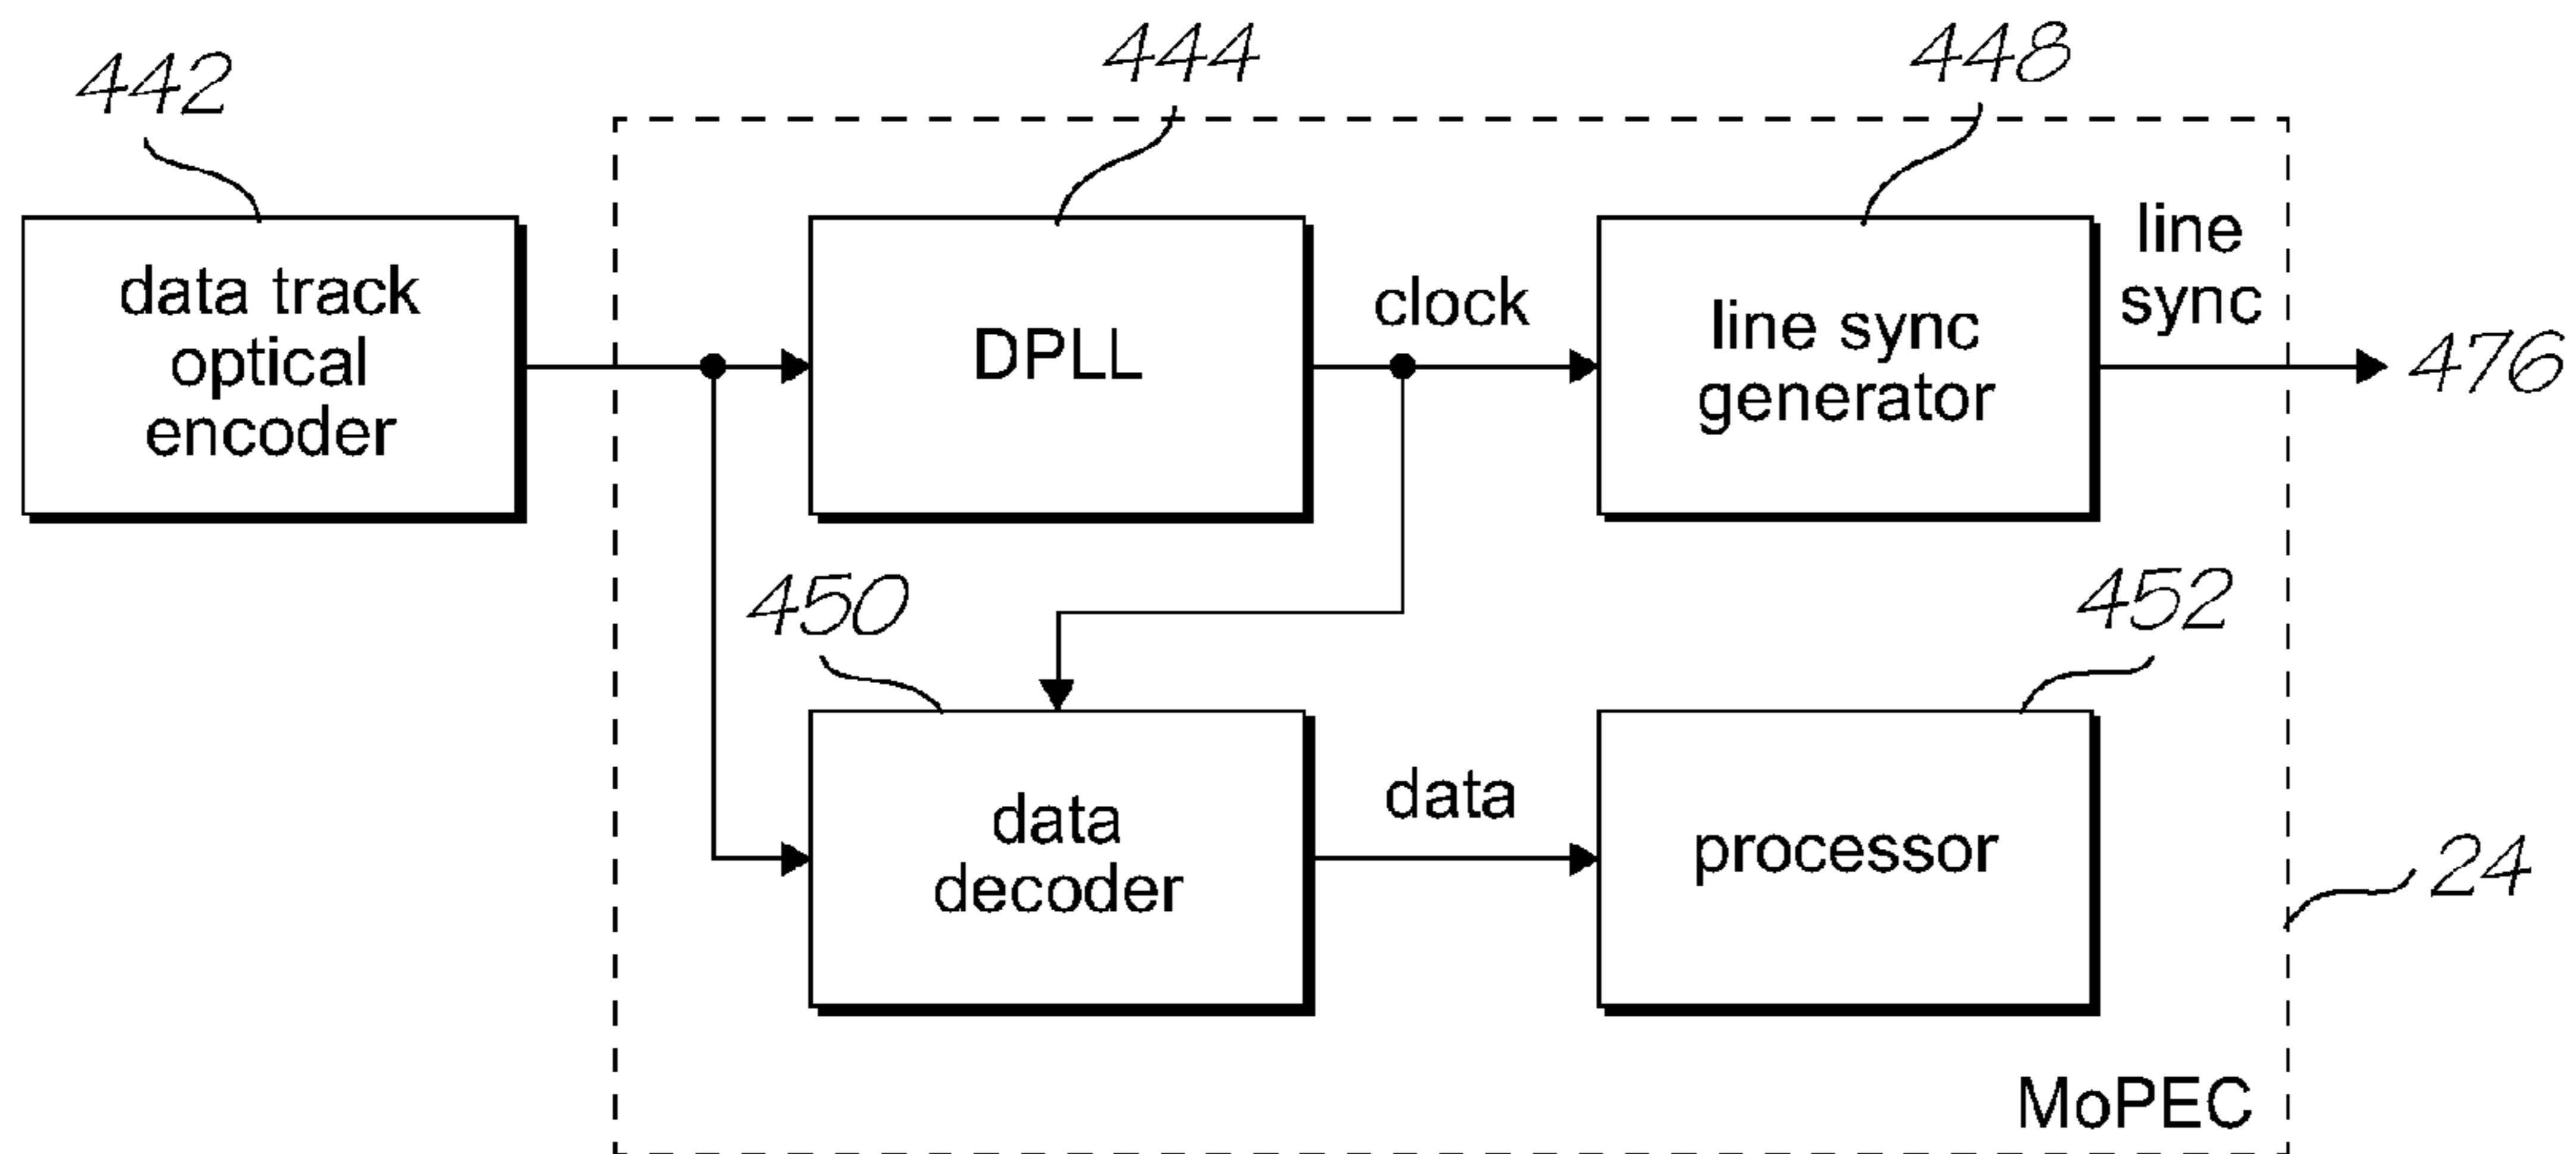 442
444
448
data track
optical
encoder
DPLL
clock
line sync
generator
line
sync
476
450
452
data
decoder
data
processor
24
MoPEC